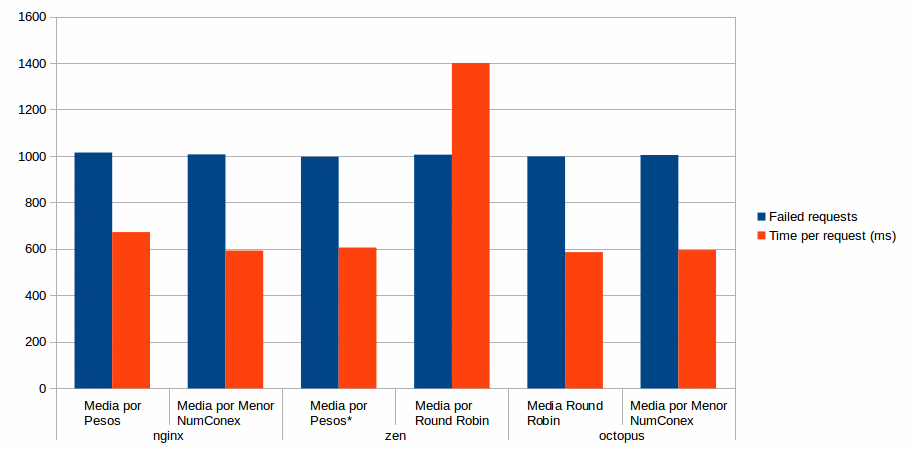 1600
1400
1200
1000
800
600
400
200
0
Failed requests
Time per request (ms)
Media por
Pesos
Media por Menor
NumConex
Media por
Pesos*
Media por
Round Robin
Media Round
Robin
Media por Menor
NumConex
nginx
zen
octopus